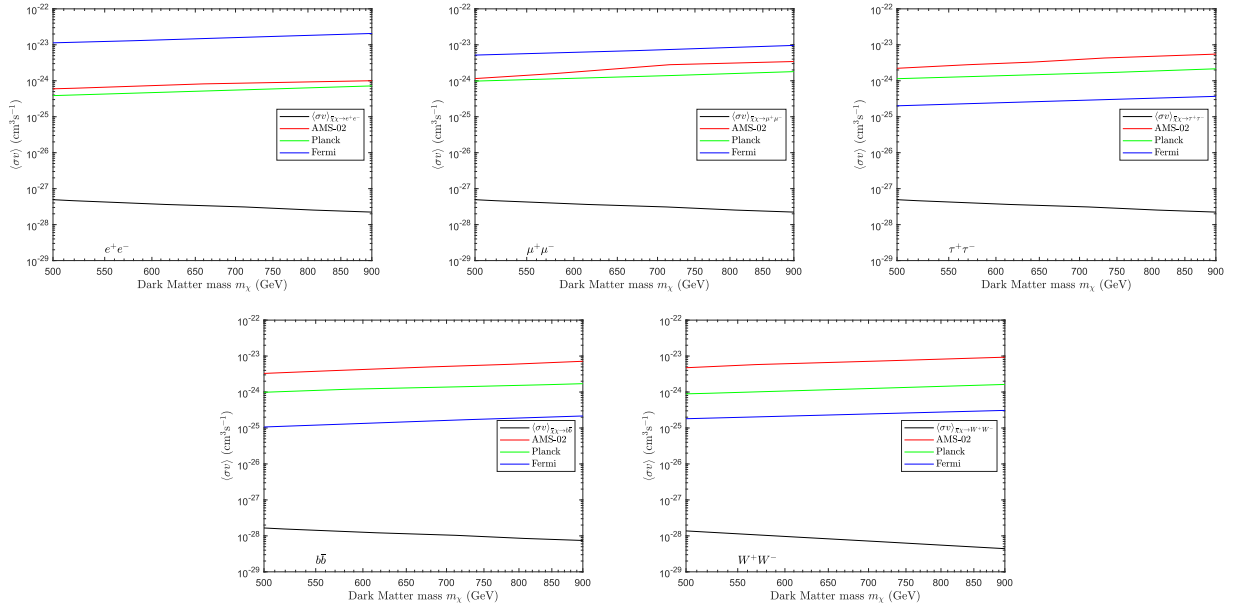 10^-22
10^-23
10^-24
10^-25
10^-26
10^-27
10^-28
10^-29
⟨σv⟩ (cm³s⁻¹)
⟨σv⟩_χ̄χ→e⁺e⁻
AMS-02
Planck
Fermi
e⁺e⁻
500 550 600 650 700 750 800 850 900
Dark Matter mass m_χ (GeV)
10^-22
10^-23
10^-24
10^-25
10^-26
10^-27
10^-28
10^-29
⟨σv⟩ (cm³s⁻¹)
⟨σv⟩_χ̄χ→μ⁺μ⁻
AMS-02
Planck
Fermi
μ⁺μ⁻
500 550 600 650 700 750 800 850 900
Dark Matter mass m_χ (GeV)
10^-22
10^-23
10^-24
10^-25
10^-26
10^-27
10^-28
10^-29
⟨σv⟩ (cm³s⁻¹)
⟨σv⟩_χ̄χ→τ⁺τ⁻
AMS-02
Planck
Fermi
τ⁺τ⁻
500 550 600 650 700 750 800 850 900
Dark Matter mass m_χ (GeV)
10^-22
10^-23
10^-24
10^-25
10^-26
10^-27
10^-28
10^-29
⟨σv⟩ (cm³s⁻¹)
⟨σv⟩_χ̄χ→bb̄
AMS-02
Planck
Fermi
bb̄
500 550 600 650 700 750 800 850 900
Dark Matter mass m_χ (GeV)
10^-22
10^-23
10^-24
10^-25
10^-26
10^-27
10^-28
10^-29
⟨σv⟩ (cm³s⁻¹)
⟨σv⟩_χ̄χ→W⁺W⁻
AMS-02
Planck
Fermi
W⁺W⁻
500 550 600 650 700 750 800 850 900
Dark Matter mass m_χ (GeV)